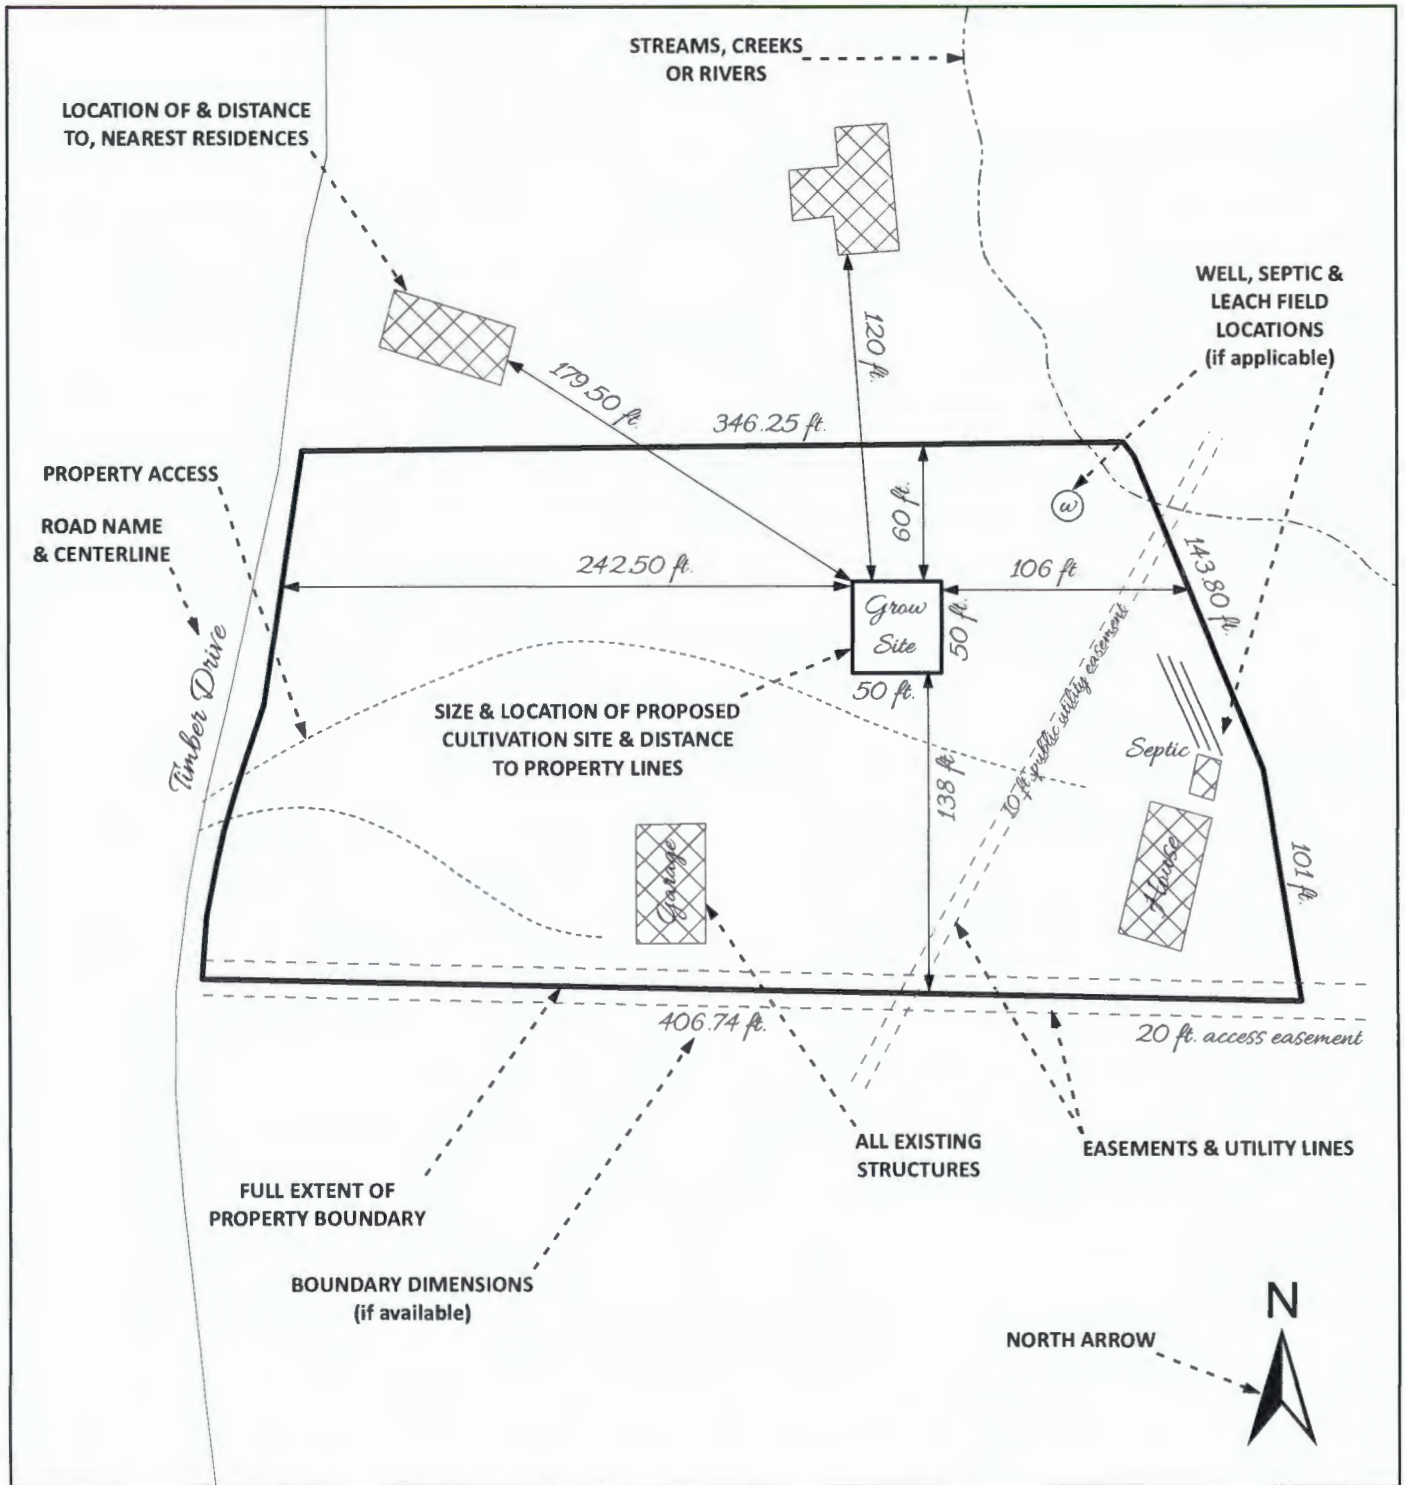 STREAMS, CREEKS
OR RIVERS
LOCATION OF & DISTANCE
TO, NEAREST RESIDENCES
WELL, SEPTIC &
LEACH FIELD
LOCATIONS
(if applicable)
120 ft.
179.50 ft.
346.25 ft.
PROPERTY ACCESS
ROAD NAME
& CENTERLINE
w
60 ft.
242.50 ft.
106 ft
143.80 ft.
Grow
Site
50 ft.
50 ft.
Timber Drive
SIZE & LOCATION OF PROPOSED
CULTIVATION SITE & DISTANCE
TO PROPERTY LINES
10 ft. public utility easement
Septic
138 ft
Garage
House
101 ft.
406.74 ft.
20 ft. access easement
ALL EXISTING
STRUCTURES
EASEMENTS & UTILITY LINES
FULL EXTENT OF
PROPERTY BOUNDARY
BOUNDARY DIMENSIONS
(if available)
N
NORTH ARROW